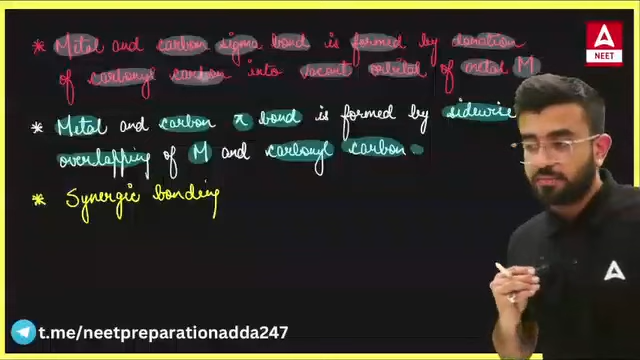 * Metal and carbon sigma bond is formed by donation
of carbonyl carbon into vacant orbital of metal M
* Metal and carbon π bond is formed by sidewise
overlapping of M and carbonyl carbon.
* Synergic bonding
t.me/neetpreparationadda247
A
NEET
A